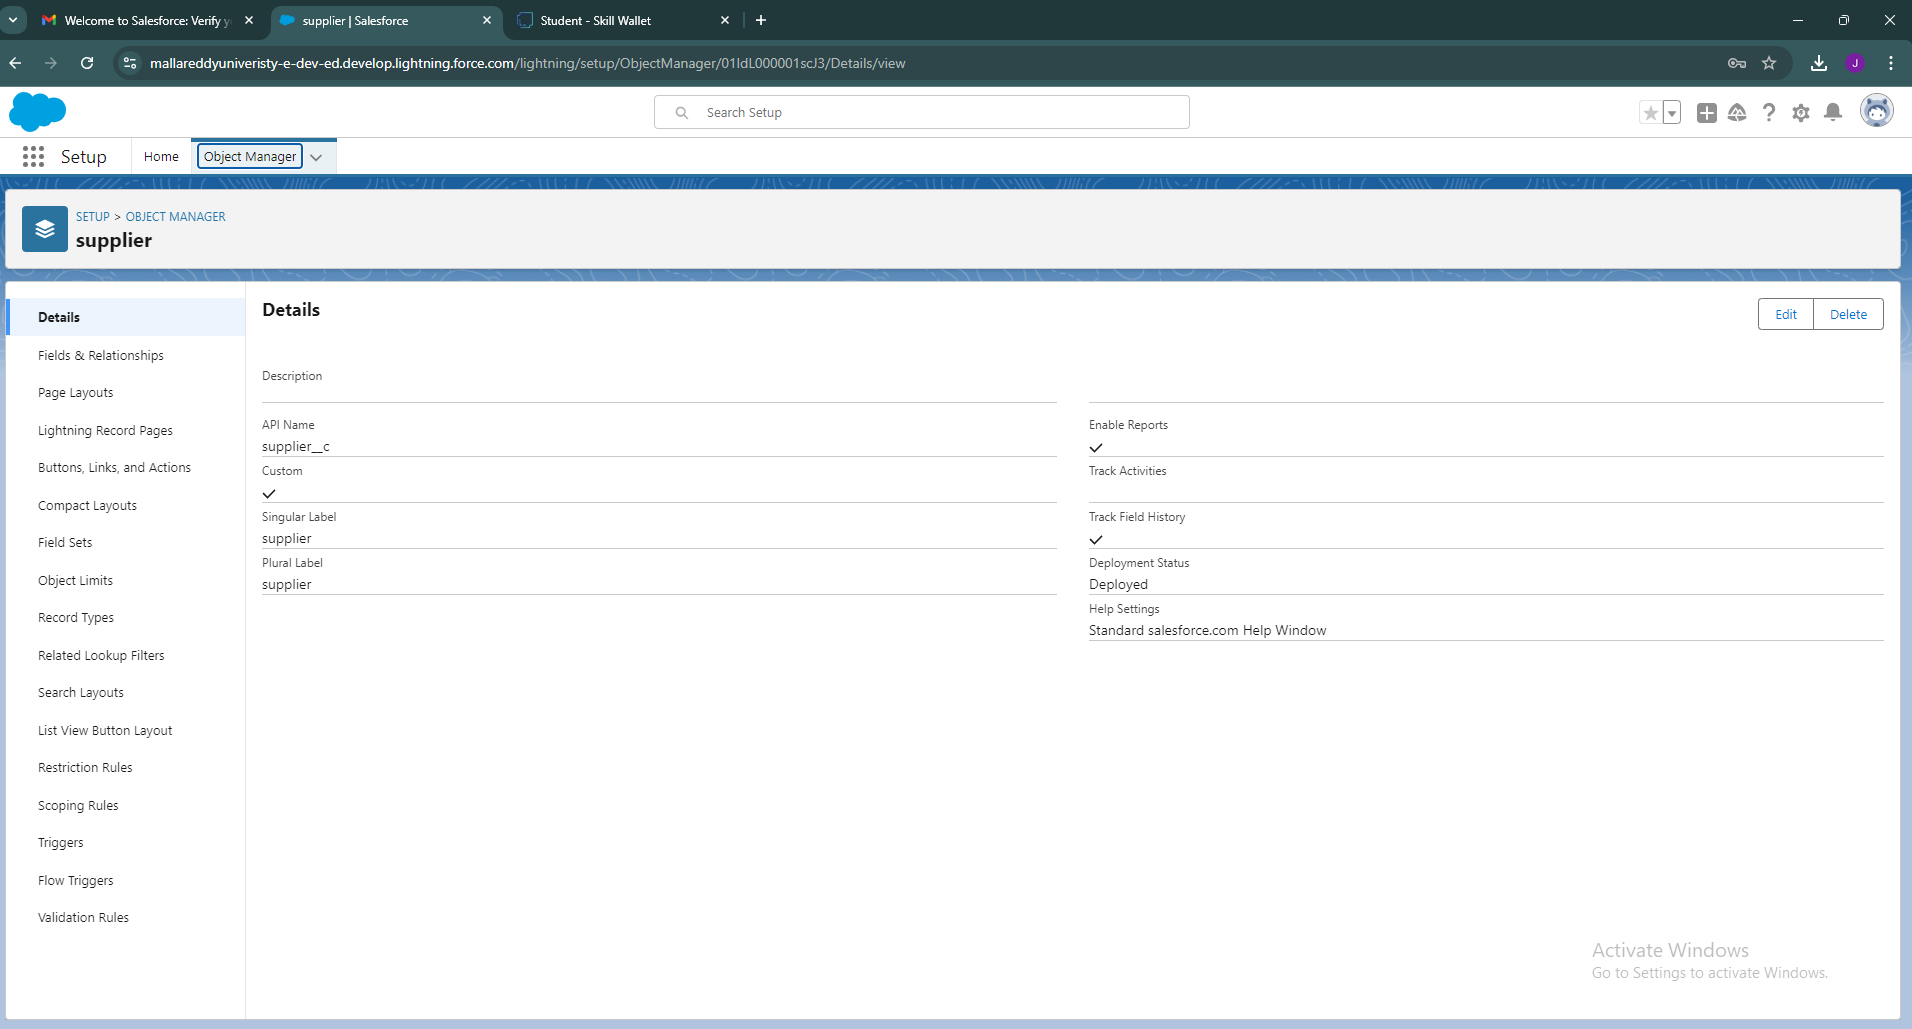 Welcome to Salesforce: Verify y
supplier | Salesforce
Student - Skill Wallet
mallareddyuniveristy-e-dev-ed.develop.lightning.force.com/lightning/setup/ObjectManager/01IdL000001scJ3/Details/view
J
Search Setup
Setup
Home
Object Manager
SETUP > OBJECT MANAGER
supplier
Details
Fields & Relationships
Page Layouts
Lightning Record Pages
Buttons, Links, and Actions
Compact Layouts
Field Sets
Object Limits
Record Types
Related Lookup Filters
Search Layouts
List View Button Layout
Restriction Rules
Scoping Rules
Triggers
Flow Triggers
Validation Rules
Details
Edit
Delete
Description
API Name
supplier__c
Custom
Singular Label
supplier
Plural Label
supplier
Enable Reports
Track Activities
Track Field History
Deployment Status
Deployed
Help Settings
Standard salesforce.com Help Window
Activate Windows
Go to Settings to activate Windows.